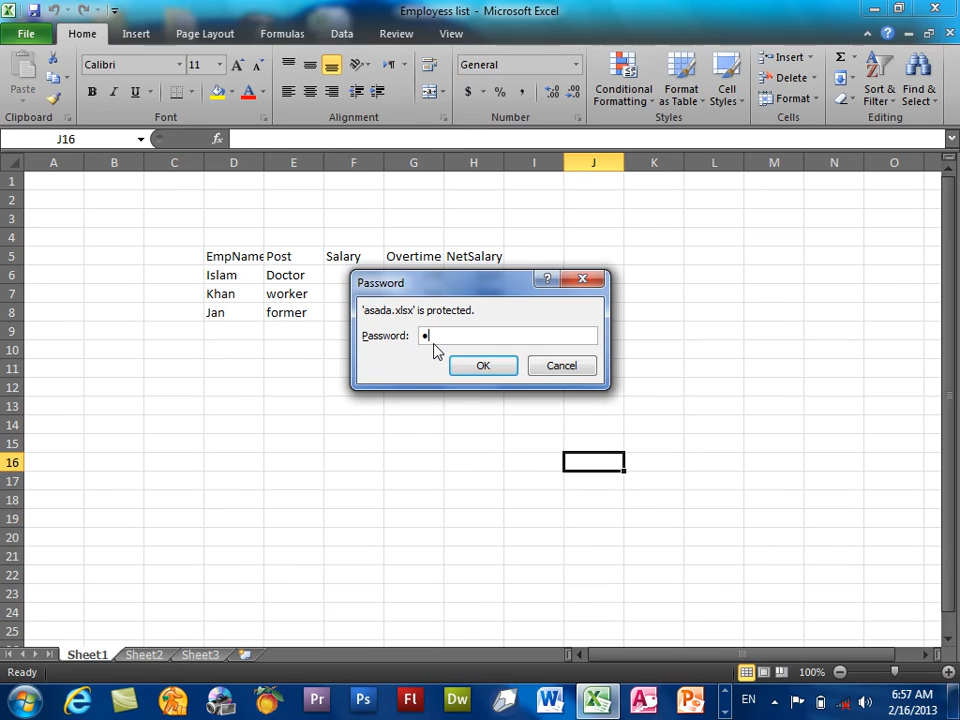 Employess list - Microsoft Excel
File Home Insert Page Layout Formulas Data Review View
Paste
Calibri 11
B I U
A A
General
$ % ,
Conditional Formatting
Format as Table
Cell Styles
Insert
Delete
Format
Σ
Sort & Filter
Find & Select
Clipboard Font Alignment Number Styles Cells Editing
J16 fx
A B C D E F G H I J K L M N O
1
2
3
4
5 EmpName Post Salary Overtime NetSalary
6 Islam Doctor
7 Khan worker
8 Jan former
9
10
11
12
13
14
15
16
17
18
19
20
21
22
23
24
25
Password
'asada.xlsx' is protected.
Password: ●
OK Cancel
Sheet1 Sheet2 Sheet3
Ready 100%
Pr Ps Fl Dw EN 6:57 AM
2/16/2013